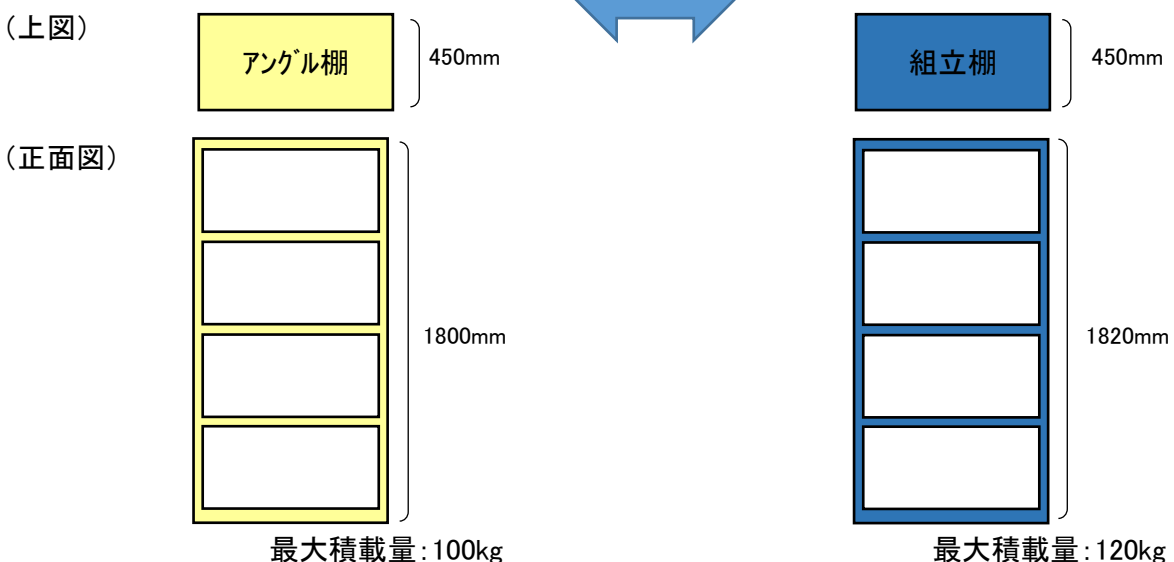 (上図)
アングル棚
450mm
組立棚
450mm
(正面図)
1800mm
1820mm
最大積載量:100kg
最大積載量:120kg